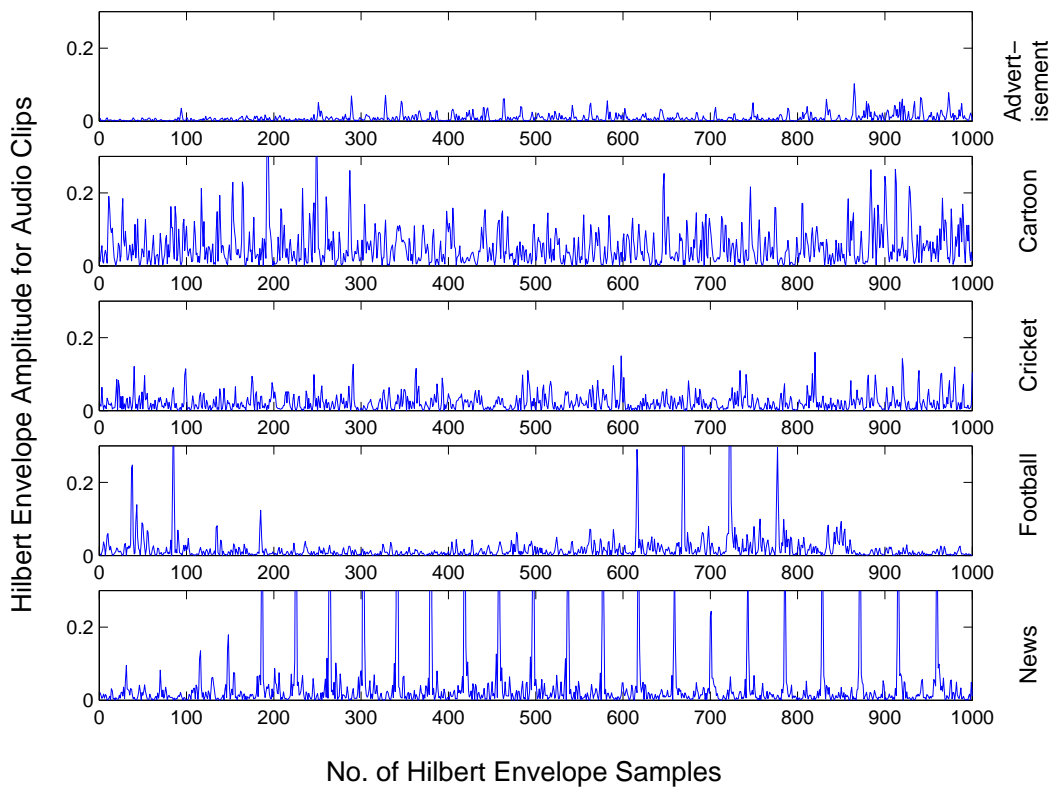 Hilbert Envelope Amplitude for Audio Clips
0.2
0
0 100 200 300 400 500 600 700 800 900 1000
Advert−
isement
0.2
0
0 100 200 300 400 500 600 700 800 900 1000
Cartoon
0.2
0
0 100 200 300 400 500 600 700 800 900 1000
Cricket
0.2
0
0 100 200 300 400 500 600 700 800 900 1000
Football
0.2
0
0 100 200 300 400 500 600 700 800 900 1000
News
No. of Hilbert Envelope Samples